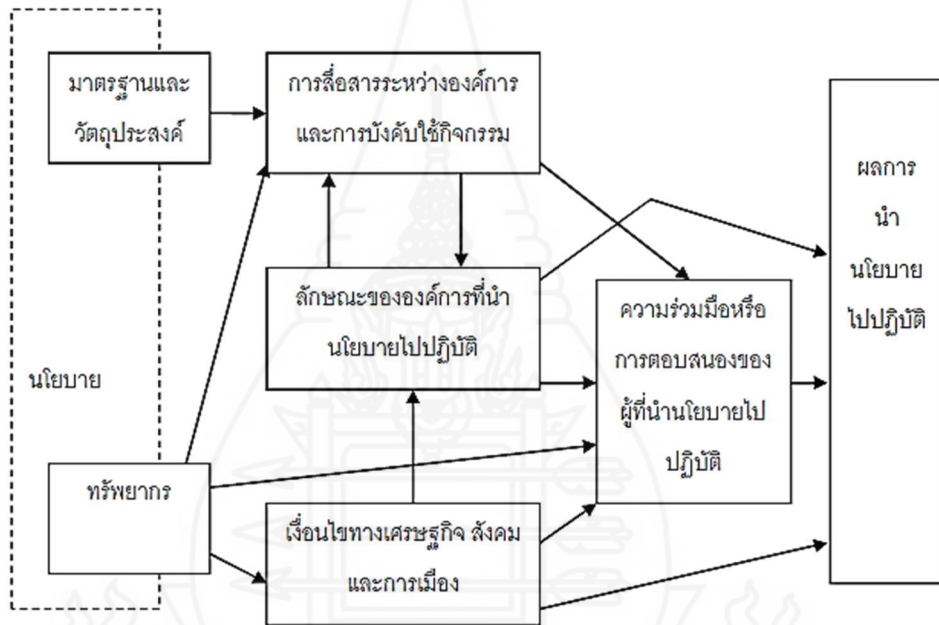 มาตรฐานและ
วัตถุประสงค์
การสื่อสารระหว่างองค์การ
และการบังคับใช้กิจกรรม
ผลการ
นำ
นโยบาย
ไปปฏิบัติ
ลักษณะขององค์การที่นำ
นโยบายไปปฏิบัติ
ความร่วมมือหรือ
การตอบสนองของ
ผู้ที่นำนโยบายไป
ปฏิบัติ
นโยบาย
ทรัพยากร
เงื่อนไขทางเศรษฐกิจ สังคม
และการเมือง